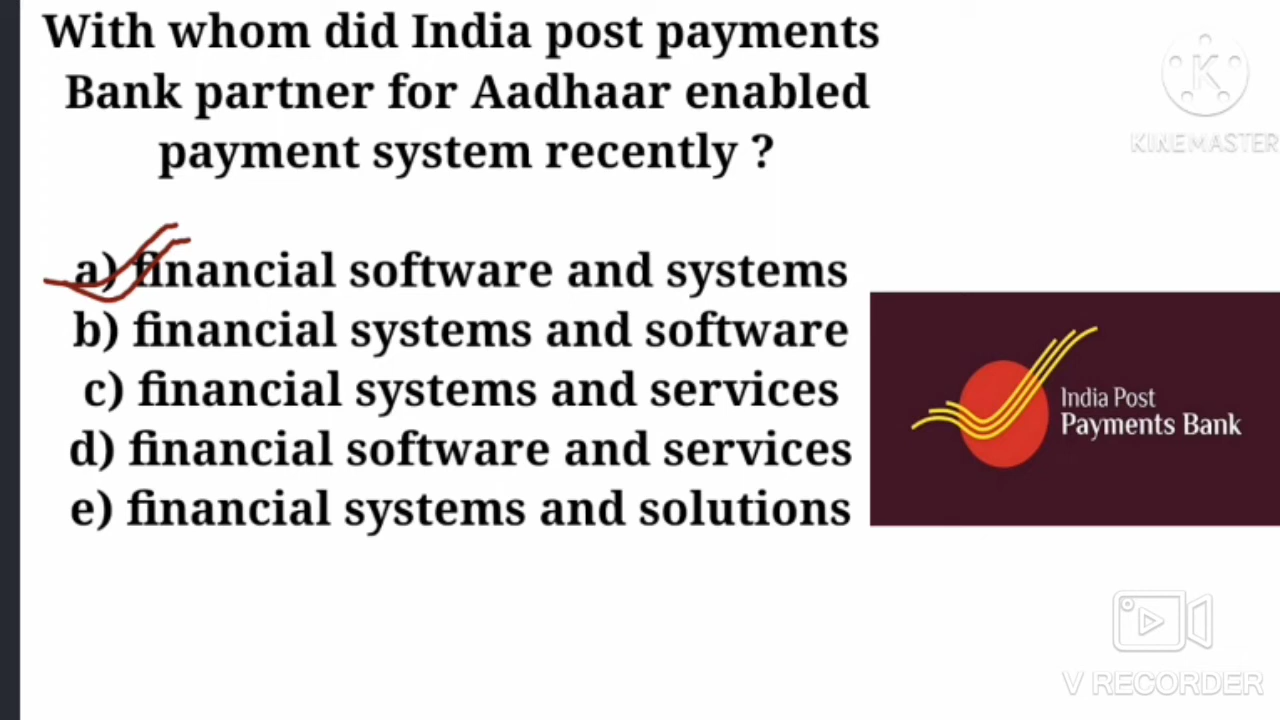 With whom did India post payments
Bank partner for Aadhaar enabled
payment system recently ?
a) financial software and systems
b) financial systems and software
c) financial systems and services
d) financial software and services
e) financial systems and solutions
K
KINEMASTER
India Post
Payments Bank
V RECORDER